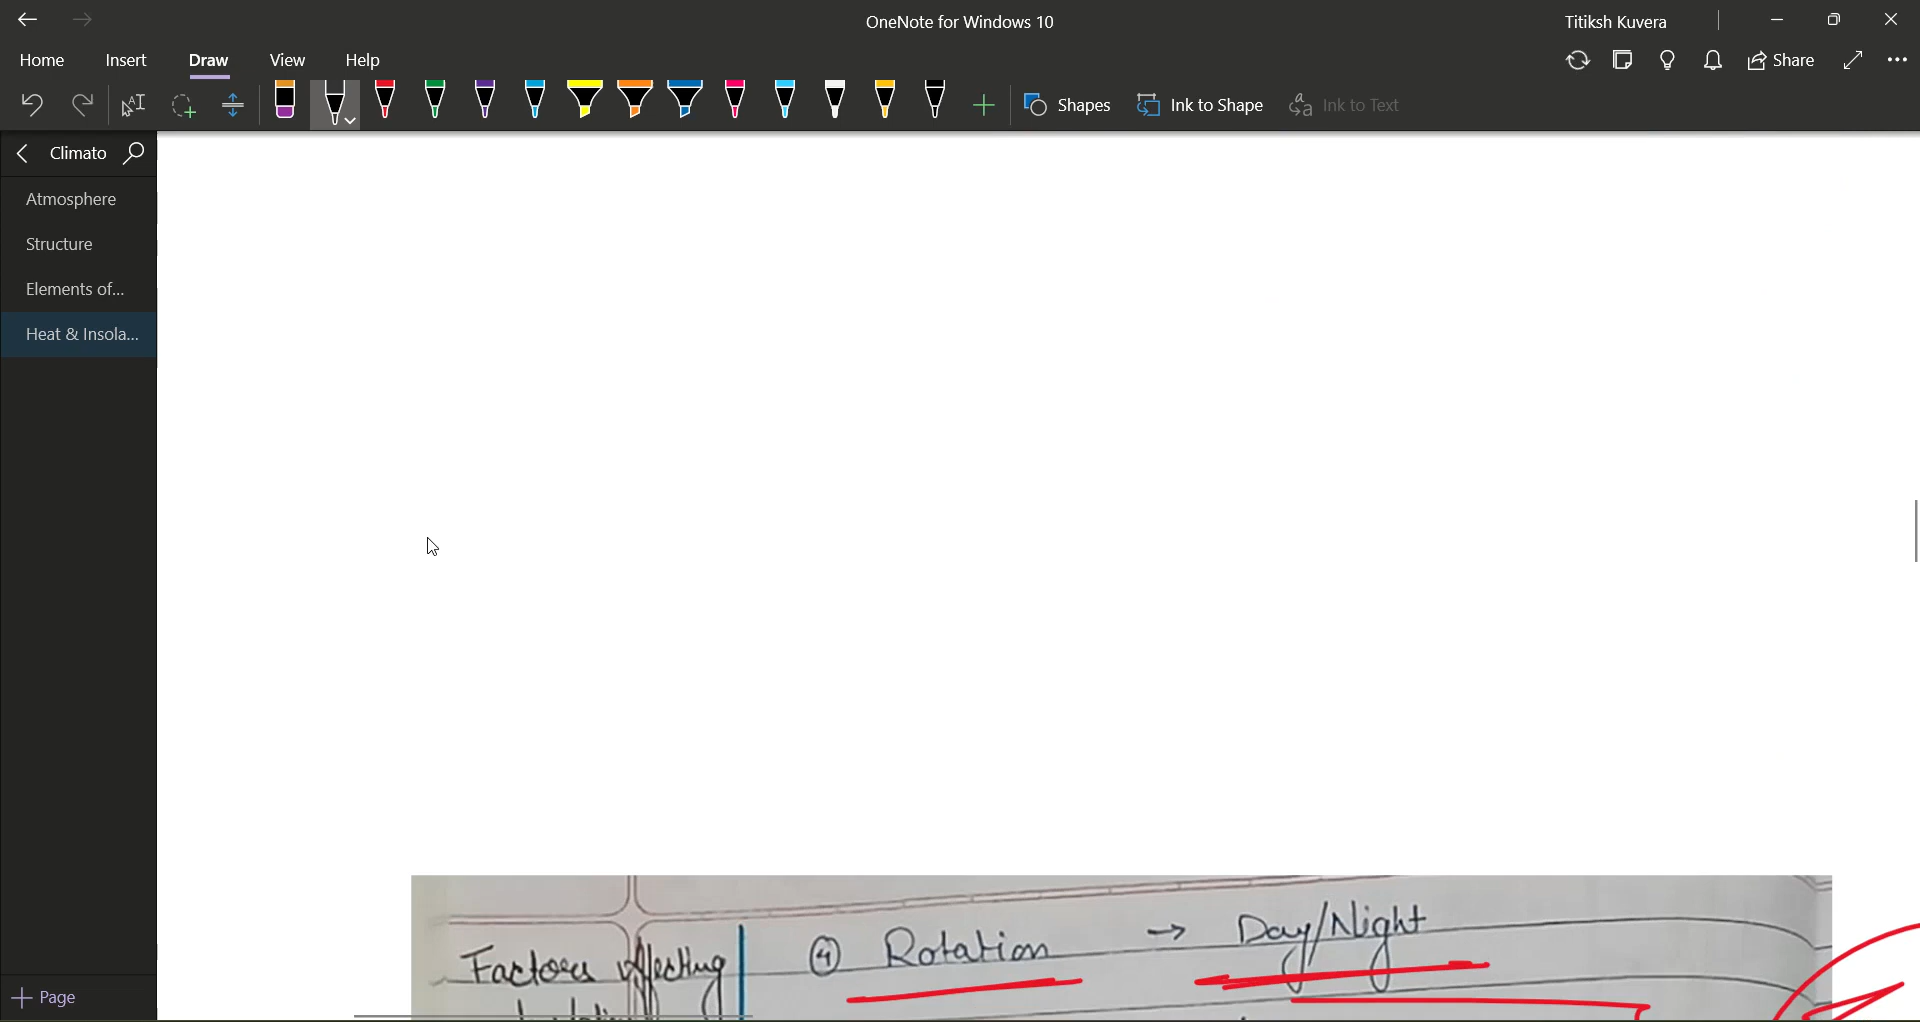 OneNote for Windows 10
Titiksh Kuvera
Home Insert Draw View Help
Share
Shapes Ink to Shape Ink to Text
Climato
Atmosphere
Structure
Elements of...
Heat & Insola...
Page
Factors Affecting
④ Rotation → Day/Night